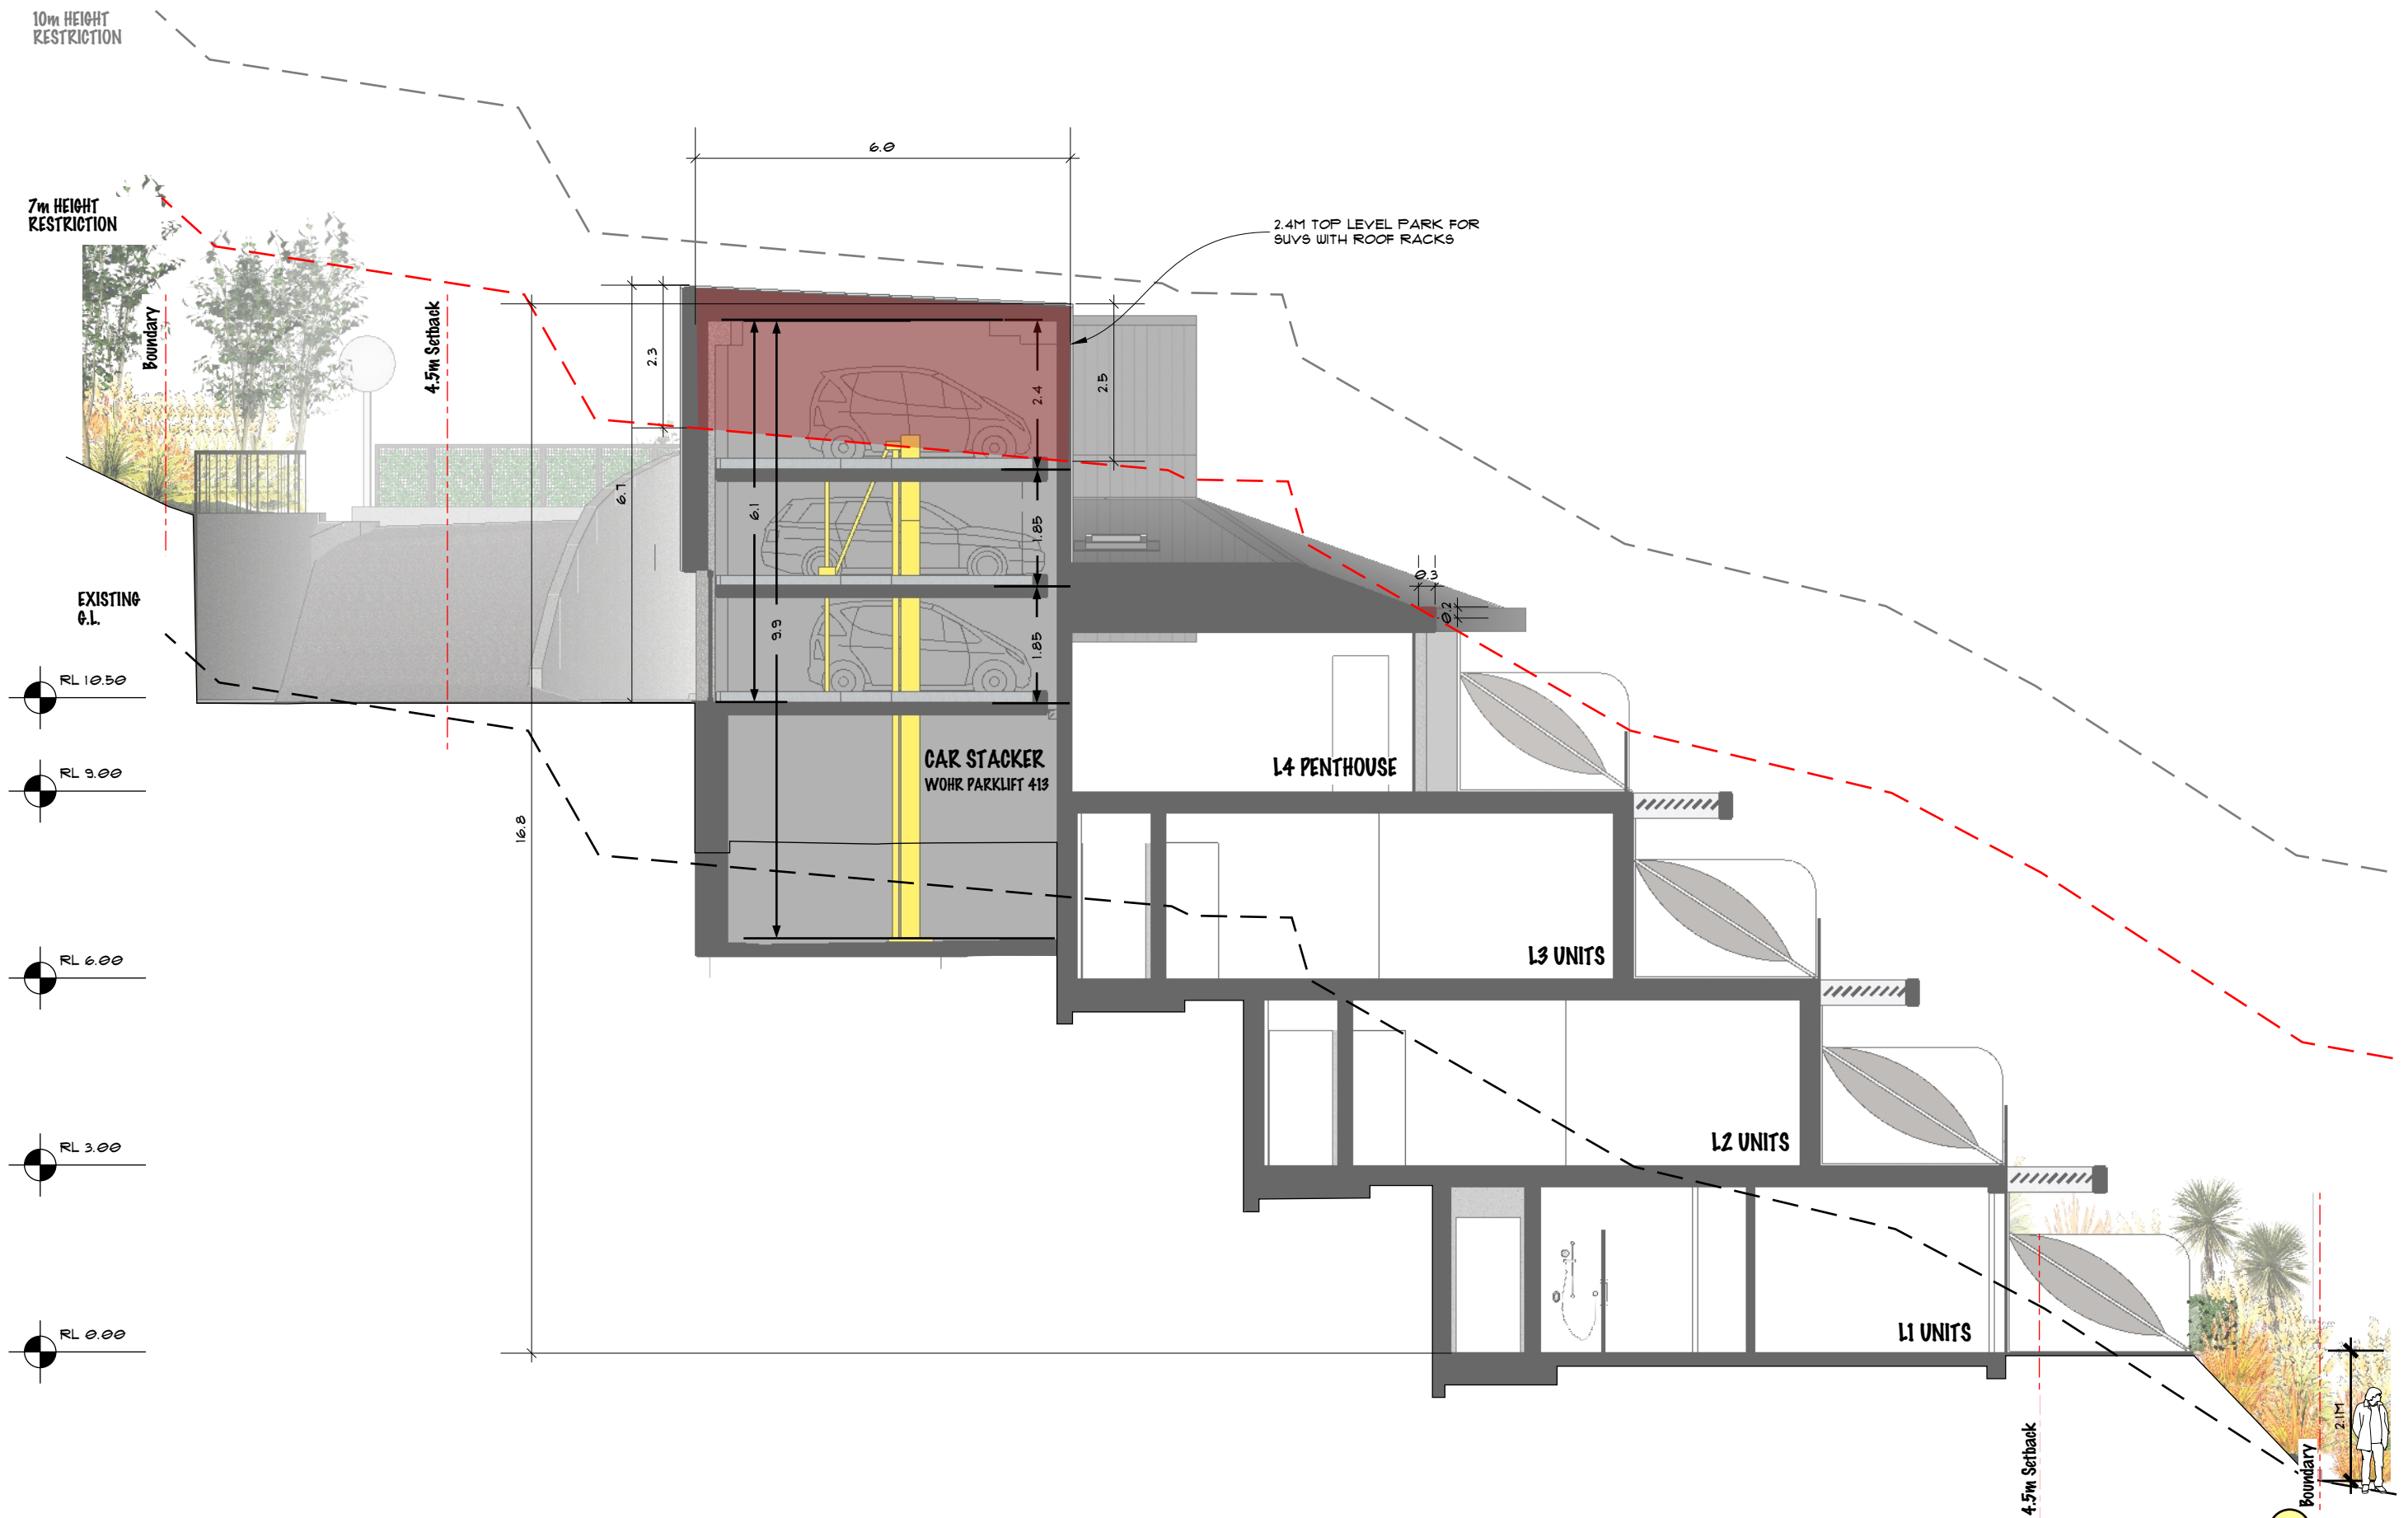 10m HEIGHT
RESTRICTION
6.0
7m HEIGHT
RESTRICTION
2.4M TOP LEVEL PARK FOR
SUVS WITH ROOF RACKS
Boundary
4.5m Setback
2.3
2.4
2.5
6.7
6.1
1.85
9.9
1.85
0.3
0.2
EXISTING
G.L.
RL 10.50
CAR STACKER
WOHR PARKLIFT 413
L4 PENTHOUSE
RL 9.00
16.8
L3 UNITS
RL 6.00
L2 UNITS
RL 3.00
L1 UNITS
RL 0.00
2.1M
4.5m Setback
Boundary